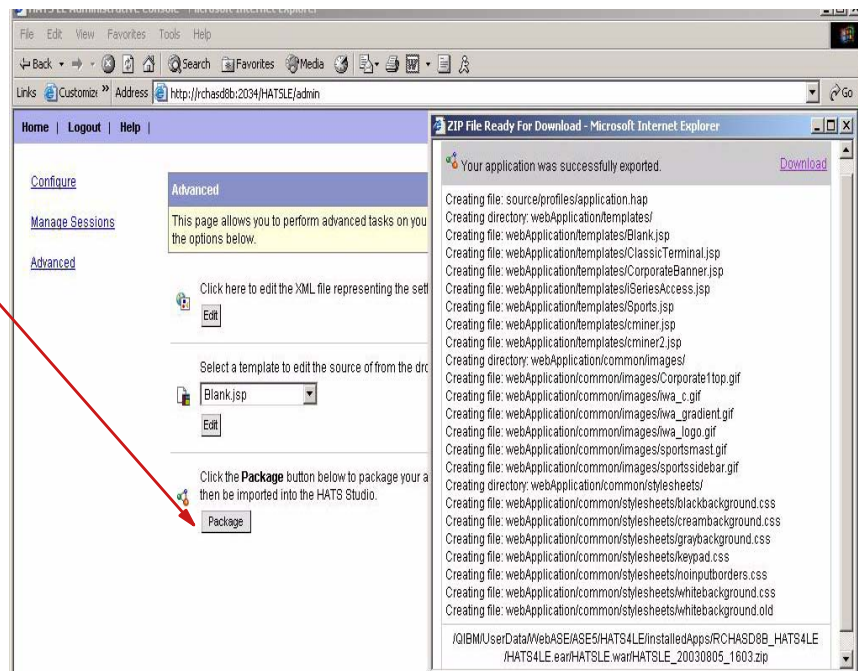 HATS LE Administrative Console - Microsoft Internet Explorer
File Edit View Favorites Tools Help
Back Search Favorites Media
Links Customize » Address http://rchasd8b:2034/HATSLE/admin Go
Home | Logout | Help |
Configure
Manage Sessions
Advanced
Advanced
This page allows you to perform advanced tasks on you
the options below.
Click here to edit the XML file representing the sett
Edit
Select a template to edit the source of from the dro
Blank.jsp
Edit
Click the Package button below to package your a
then be imported into the HATS Studio.
Package
ZIP File Ready For Download - Microsoft Internet Explorer
Your application was successfully exported. Download
Creating file: source/profiles/application.hap
Creating directory: webApplication/templates/
Creating file: webApplication/templates/Blank.jsp
Creating file: webApplication/templates/ClassicTerminal.jsp
Creating file: webApplication/templates/CorporateBanner.jsp
Creating file: webApplication/templates/iSeriesAccess.jsp
Creating file: webApplication/templates/Sports.jsp
Creating file: webApplication/templates/cminer.jsp
Creating file: webApplication/templates/cminer2.jsp
Creating directory: webApplication/common/images/
Creating file: webApplication/common/images/Corporate1top.gif
Creating file: webApplication/common/images/iwa_c.gif
Creating file: webApplication/common/images/iwa_gradient.gif
Creating file: webApplication/common/images/iwa_logo.gif
Creating file: webApplication/common/images/sportsmast.gif
Creating file: webApplication/common/images/sportssidebar.gif
Creating directory: webApplication/common/stylesheets/
Creating file: webApplication/common/stylesheets/blackbackground.css
Creating file: webApplication/common/stylesheets/creambackground.css
Creating file: webApplication/common/stylesheets/graybackground.css
Creating file: webApplication/common/stylesheets/keypad.css
Creating file: webApplication/common/stylesheets/noinputborders.css
Creating file: webApplication/common/stylesheets/whitebackground.css
Creating file: webApplication/common/stylesheets/whitebackground.old
/QIBM/UserData/WebASE/ASE5/HATS4LE/installedApps/RCHASD8B_HATS4LE
/HATS4LE.ear/HATSLE.war/HATSLE_20030805_1603.zip